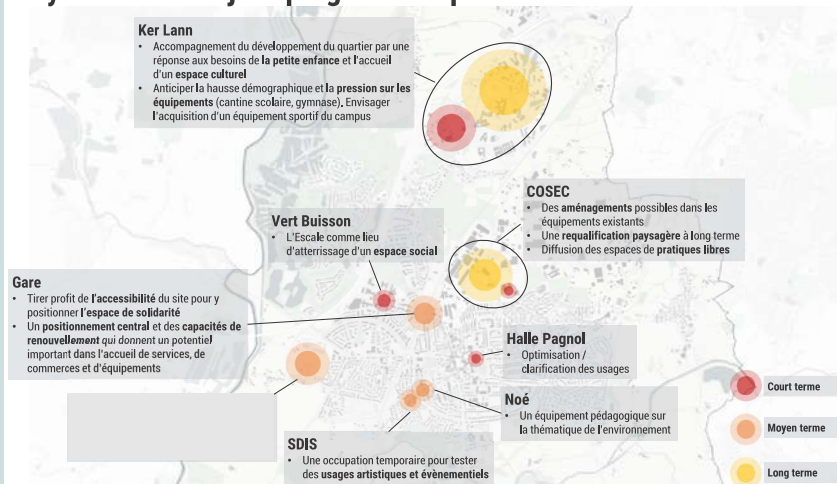 Ker Lann
• Accompagnement du développement du quartier par une
réponse aux besoins de la petite enfance et l'accueil
d'un espace culturel
• Anticiper la hausse démographique et la pression sur les
équipements (cantine scolaire, gymnase). Envisager
l'acquisition d'un équipement sportif du campus
COSEC
• Des aménagements possibles dans les
équipements existants
• Une requalification paysagère à long terme
• Diffusion des espaces de pratiques libres
Vert Buisson
• L'Escale comme lieu
d'atterrissage d'un espace social
Gare
• Tirer profit de l'accessibilité du site pour y
positionner l'espace de solidarité
• Un positionnement central et des capacités de
renouvellement qui donnent un potentiel
important dans l'accueil de services, de
commerces et d'équipements
Halle Pagnol
• Optimisation /
clarification des usages
Noé
• Un équipement pédagogique sur
la thématique de l'environnement
SDIS
• Une occupation temporaire pour tester
des usages artistiques et évènementiels
Court terme
Moyen terme
Long terme